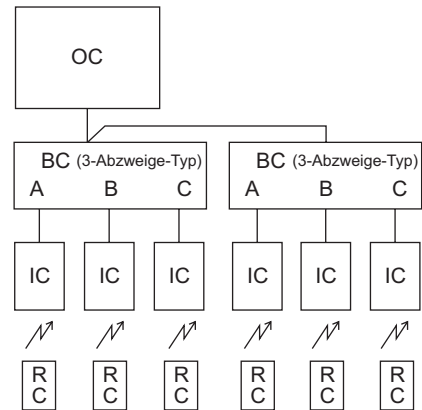 OC
BC (3-Abzweige-Typ) BC (3-Abzweige-Typ)
A B C A B C
IC IC IC IC IC IC
R R R R R R
C C C C C C